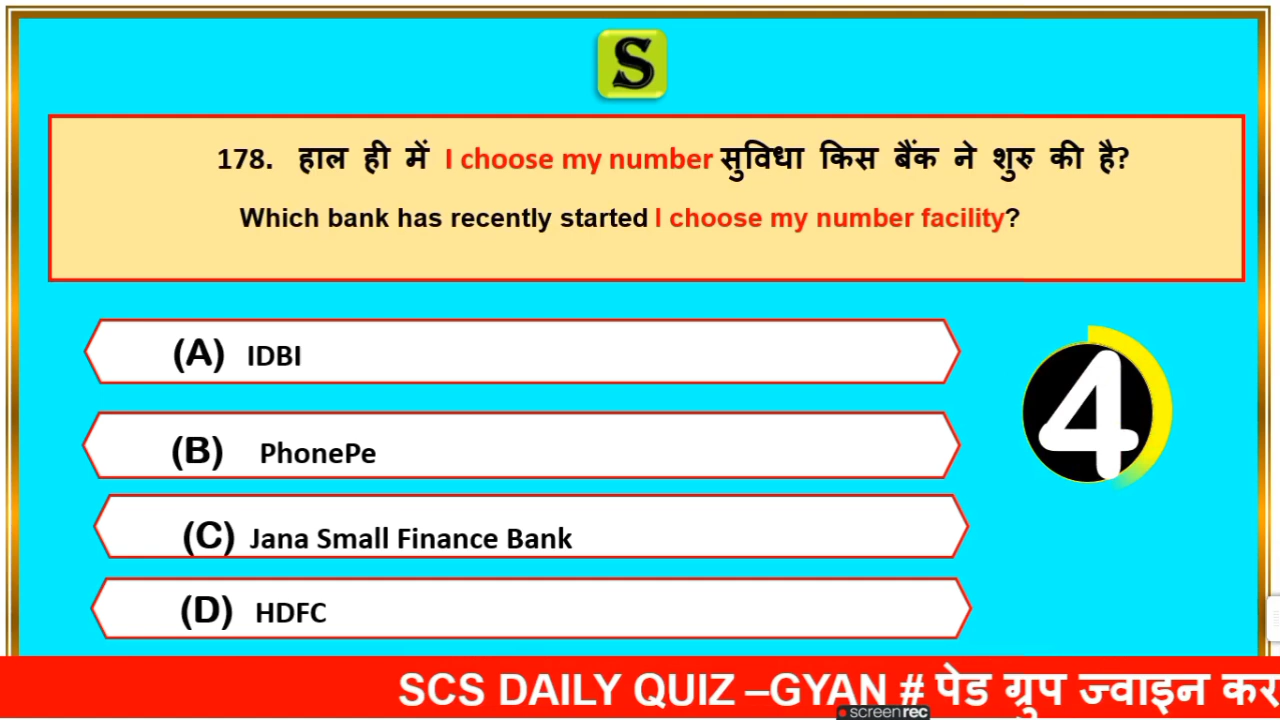 S
178. हाल ही में I choose my number सुविधा किस बैंक ने शुरु की है?
Which bank has recently started I choose my number facility?
(A) IDBI
4
(B) PhonePe
(C) Jana Small Finance Bank
(D) HDFC
SCS DAILY QUIZ –GYAN # पेड ग्रुप ज्वाइन कर
screenrec